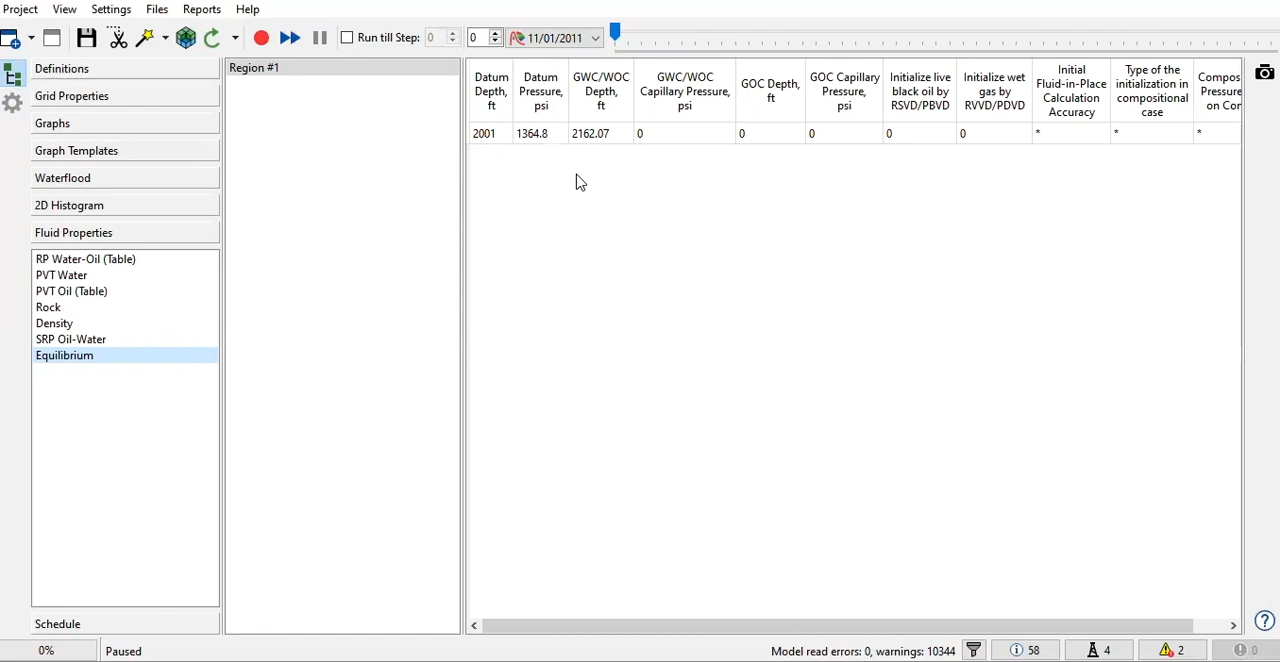 Project View Settings Files Reports Help
Run till Step: 0 0 11/01/2011
Definitions
Grid Properties
Graphs
Graph Templates
Waterflood
2D Histogram
Fluid Properties
RP Water-Oil (Table)
PVT Water
PVT Oil (Table)
Rock
Density
SRP Oil-Water
Equilibrium
Schedule
Region #1
Datum Depth, ft
Datum Pressure, psi
GWC/WOC Depth, ft
GWC/WOC Capillary Pressure, psi
GOC Depth, ft
GOC Capillary Pressure, psi
Initialize live black oil by RSVD/PBVD
Initialize wet gas by RVVD/PDVD
Initial Fluid-in-Place Calculation Accuracy
Type of the initialization in compositional case
Compos Pressure on Con
2001 1364.8 2162.07 0 0 0 0 0 * * *
0% Paused Model read errors: 0, warnings: 10344 58 4 2 0